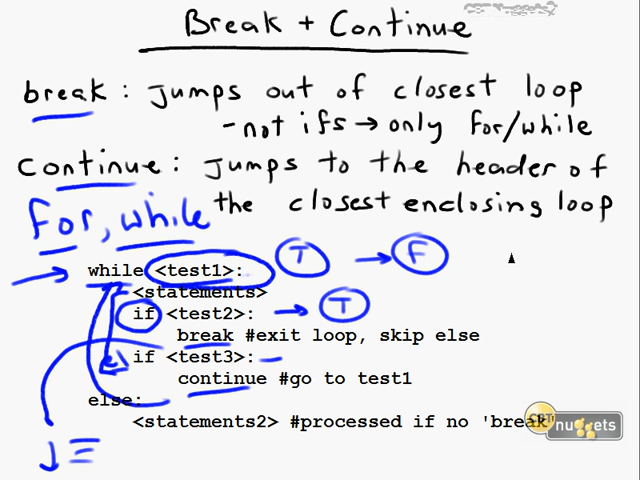 Break + Continue
break: Jumps out of closest loop
- not ifs → only for/while
Continue: Jumps to the header of
the closest enclosing loop
For, while
while <test1>: T → F
<statements>
if <test2>: → T
break #exit loop, skip else
if <test3>:
continue #go to test1
else:
<statements2> #processed if no 'break'
CBT nuggets